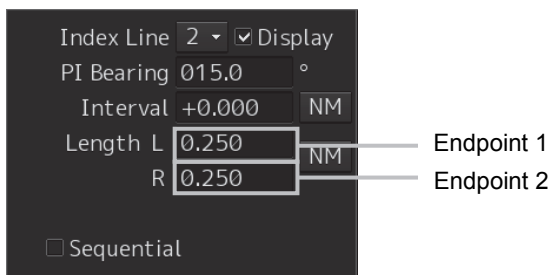 Index Line 2 Display
PI Bearing 015.0 °
Interval +0.000 NM
Length L 0.250 NM Endpoint 1
R 0.250 Endpoint 2
Sequential